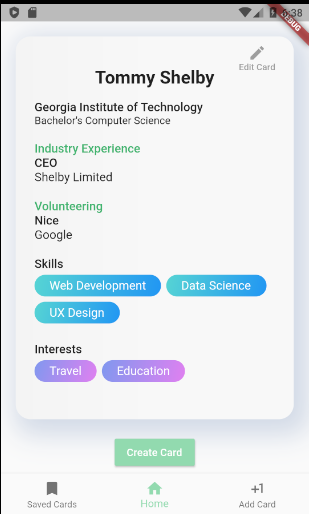 :38
Edit Card
Tommy Shelby
Georgia Institute of Technology
Bachelor's Computer Science
Industry Experience
CEO
Shelby Limited
Volunteering
Nice
Google
Skills
Web Development
Data Science
UX Design
Interests
Travel
Education
Create Card
Saved Cards
Home
+1
Add Card